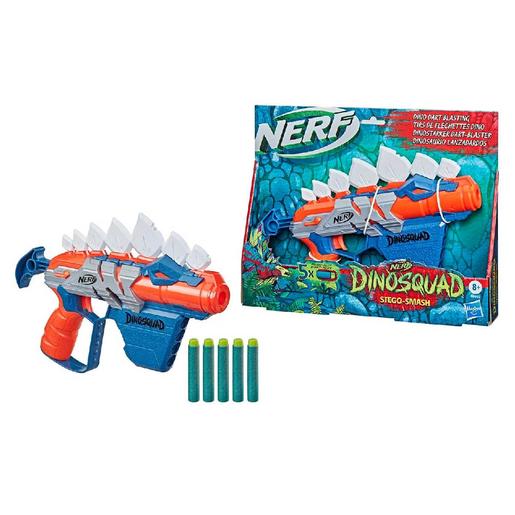 NERF
DINO DART BLASTING
TIRS DE FLÉCHETTES DINO
DINOSTARKER DART-BLASTER
DINOSAURIO LANZADARDOS
NERF
DINOSQUAD
5X
NERF
DINOSQUAD
STEGO-SMASH
8+
Hasbro
NERF
DINOSQUAD